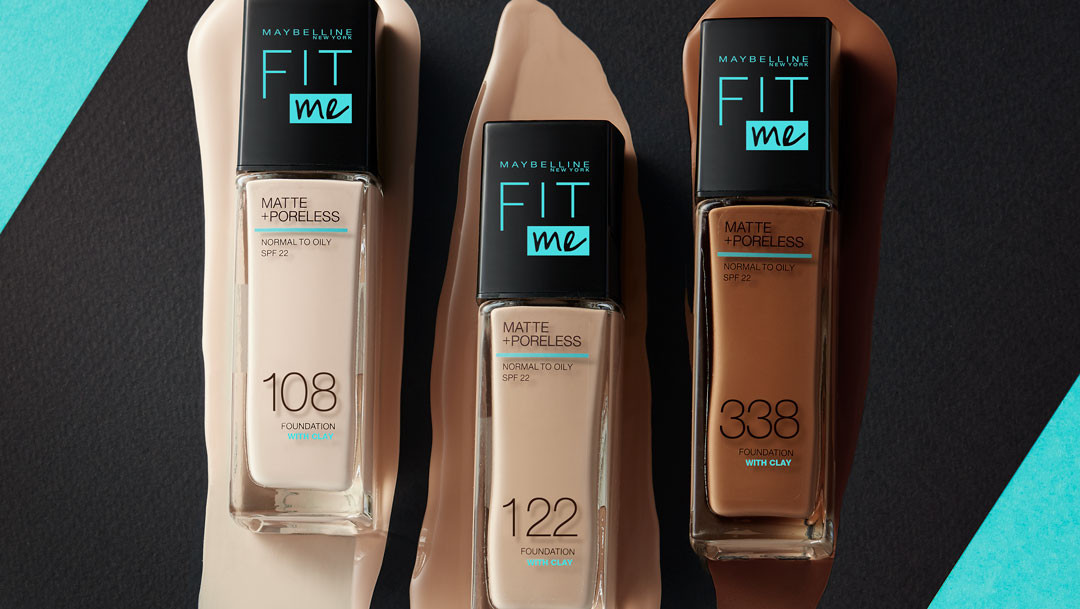 MAYBELLINE
NEW YORK
FIT
me
MATTE
+PORELESS
NORMAL TO OILY
SPF 22
108
FOUNDATION
WITH CLAY
MAYBELLINE
NEW YORK
FIT
me
MATTE
+PORELESS
NORMAL TO OILY
SPF 22
122
FOUNDATION
WITH CLAY
MAYBELLINE
NEW YORK
FIT
me
MATTE
+PORELESS
NORMAL TO OILY
SPF 22
338
FOUNDATION
WITH CLAY